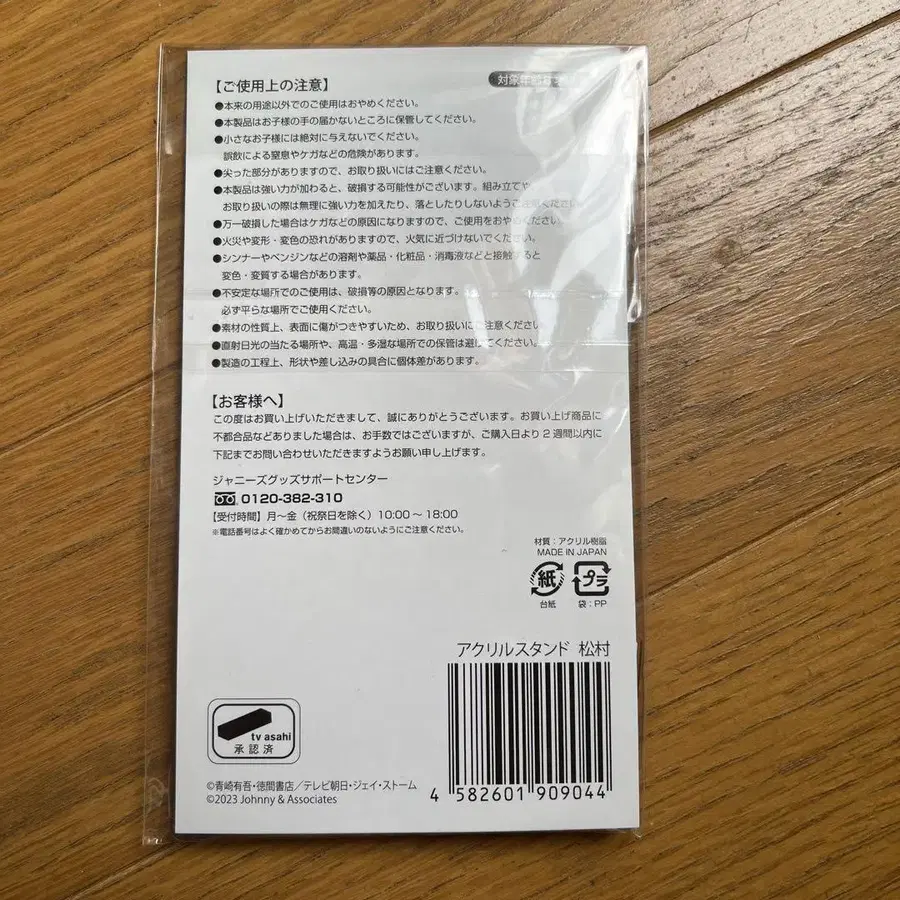 【ご使用上の注意】
対象年齢
●本来の用途以外でのご使用はおやめください。
●本製品はお子様の手の届かないところに保管してください。
●小さなお子様には絶対に与えないでください。
誤飲による窒息やケガなどの危険があります。
●尖った部分がありますので、お取り扱いにはご注意ください。
●本製品は強い力が加わると、破損する可能性がございます。組み立てや
お取り扱いの際は無理に強い力を加えたり、落としたりしないようご注意ください。
●万一破損した場合はケガなどの原因になりますので、ご使用をおやめください。
●火災や変形・変色の恐れがありますので、火気に近づけないでください。
●シンナーやベンジンなどの溶剤や薬品・化粧品・消毒液などと接触すると
変色・変質する場合があります。
●不安定な場所でのご使用は、破損等の原因となります。
必ず平らな場所でご使用ください。
●素材の性質上、表面に傷がつきやすいため、お取り扱いにご注意ください。
●直射日光の当たる場所や、高温・多湿な場所での保管は避けてください。
●製造の工程上、形状や差し込みの具合に個体差があります。
【お客様へ】
この度はお買い上げいただきまして、誠にありがとうございます。お買い上げ商品に
不都合品などありました場合は、お手数ではございますが、ご購入日より2週間以内に
下記までお問い合わせいただきますようお願い申し上げます。
ジャニーズグッズサポートセンター
0120-382-310
【受付時間】月〜金（祝祭日を除く）10:00〜18:00
※電話番号はよく確かめてからお間違いのないようにご注意ください。
材質：アクリル樹脂
MADE IN JAPAN
紙 プラ
台紙 袋：PP
アクリルスタンド 松村
tv asahi
承認済
©青崎有吾・徳間書店／テレビ朝日・ジェイ・ストーム
©2023 Johnny & Associates
4 582601 909044